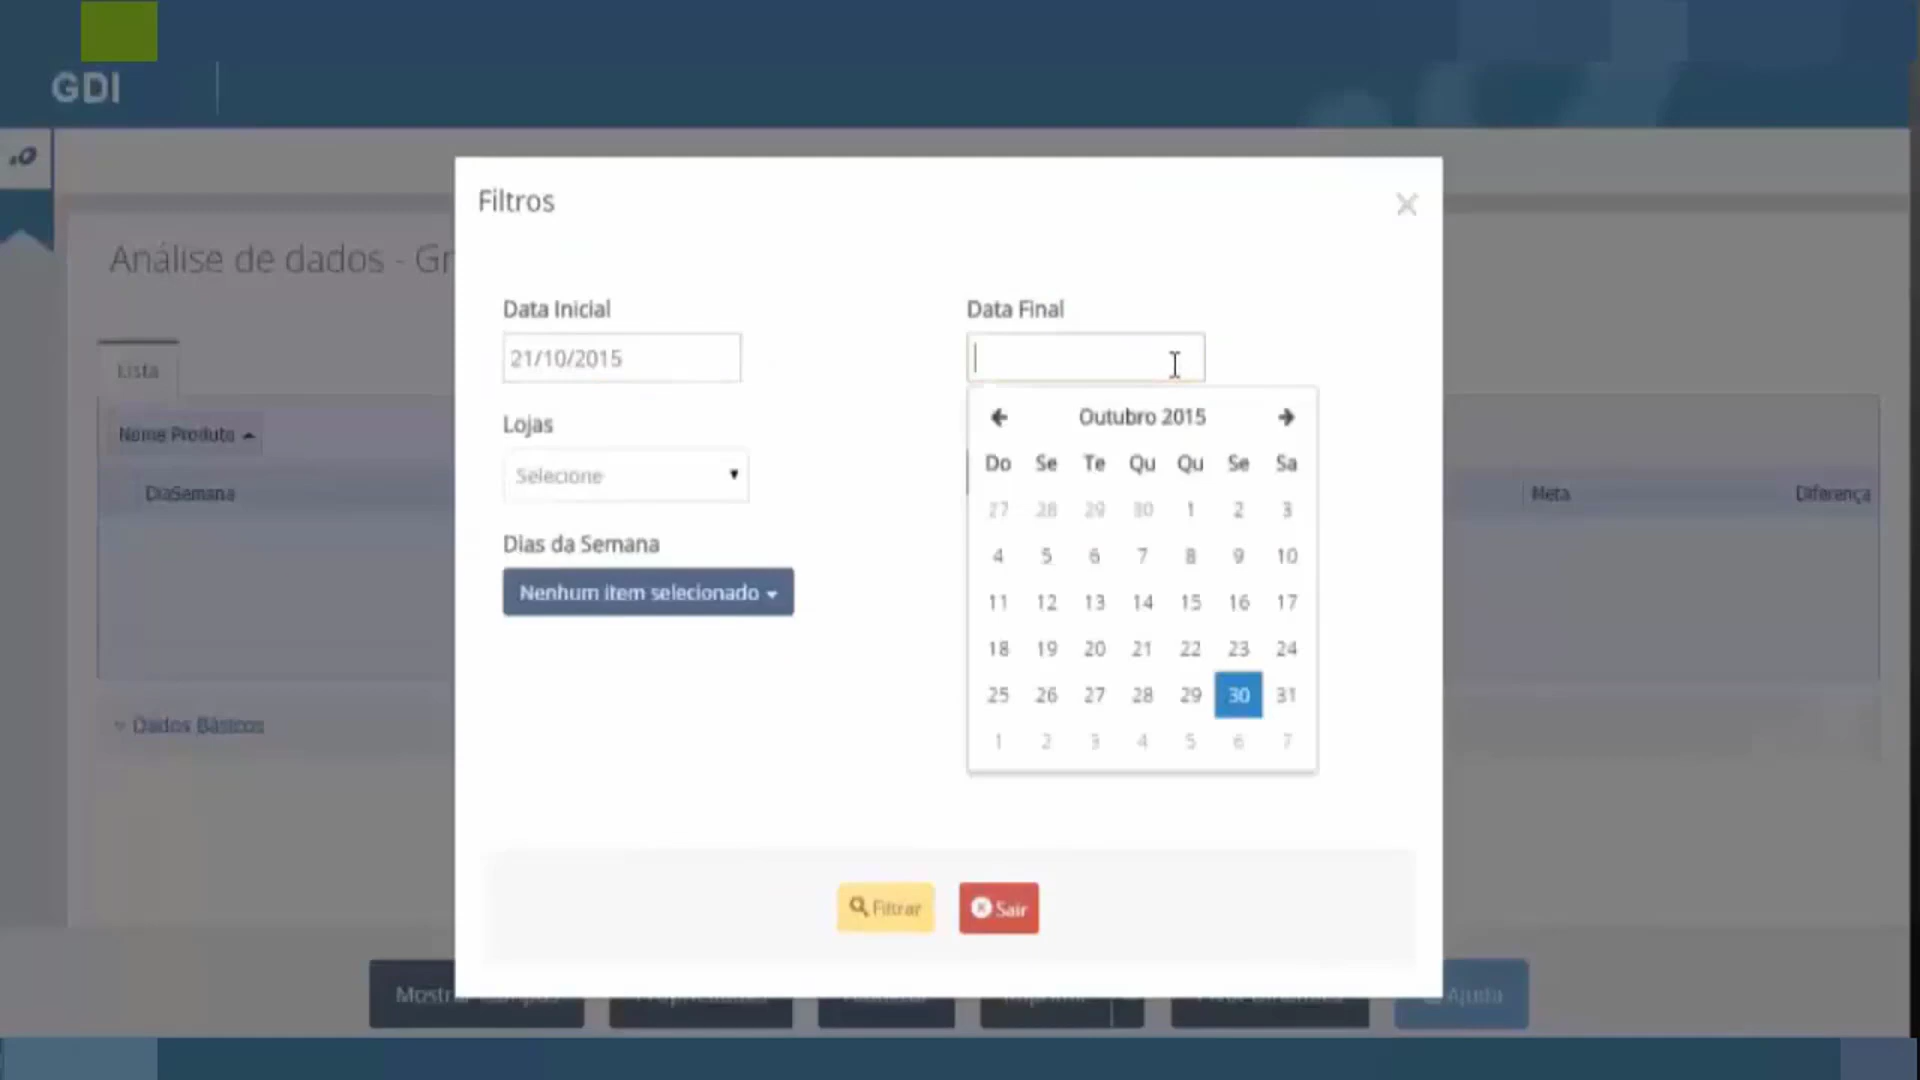 GDI
Filtros
Análise de dados - Gr
Data Inicial
Data Final
21/10/2015
Lista
Lojas
Outubro 2015
Nome Produto
Selecione
Do Se Te Qu Qu Se Sa
DiaSemana
Meta
Diferença
27 28 29 30 1 2 3
Dias da Semana
4 5 6 7 8 9 10
Nenhum item selecionado
11 12 13 14 15 16 17
18 19 20 21 22 23 24
25 26 27 28 29 30 31
Dados Básicos
1 2 3 4 5 6 7
Filtrar
Sair
Ajuda